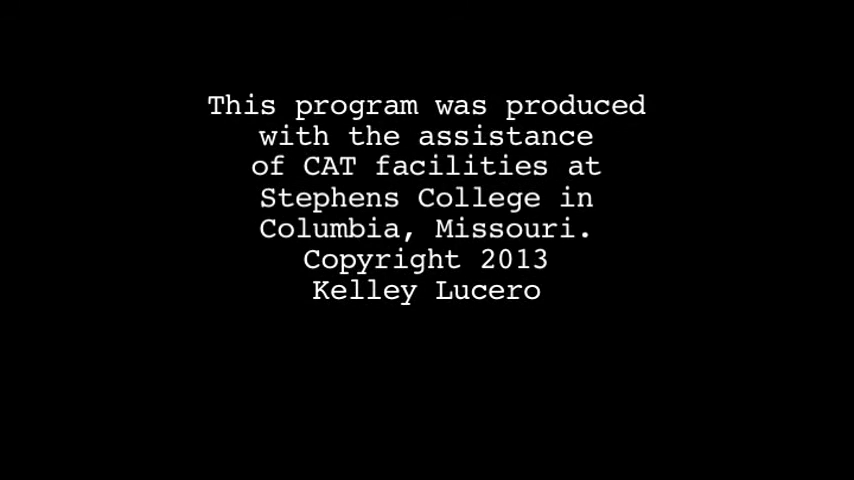 This program was produced
with the assistance
of CAT facilities at
Stephens College in
Columbia, Missouri.
Copyright 2013
Kelley Lucero